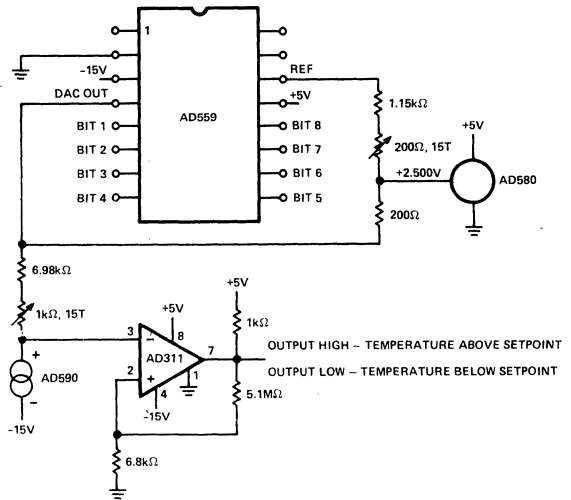 1
-15V
REF
DAC OUT
+5V
AD559
1.15kΩ
BIT 1
BIT 8
BIT 2
BIT 7
BIT 3
BIT 6
BIT 4
BIT 5
200Ω, 15T
+5V
+2.500V
AD580
200Ω
6.98kΩ
1kΩ, 15T
+5V
+5V
1kΩ
3
−
8
AD311
7
OUTPUT HIGH – TEMPERATURE ABOVE SETPOINT
OUTPUT LOW – TEMPERATURE BELOW SETPOINT
+
AD590
−
-15V
2
+
1
4
-15V
5.1MΩ
6.8kΩ